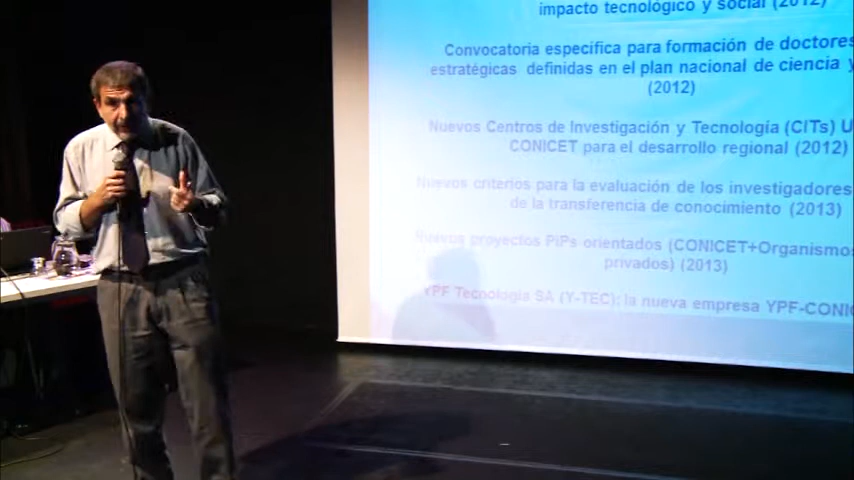 impacto tecnológico y social (2012)
Convocatoria específica para formación de doctores
estratégicas definidas en el plan nacional de ciencia y
(2012)
Nuevos Centros de Investigación y Tecnología (CITs) U
CONICET para el desarrollo regional (2012)
Nuevos criterios para la evaluación de los investigadores
de la transferencia de conocimiento (2013)
Nuevos proyectos PiPs orientados (CONICET+Organismos
privados) (2013)
YPF Tecnología SA (Y-TEC): la nueva empresa YPF-CONI